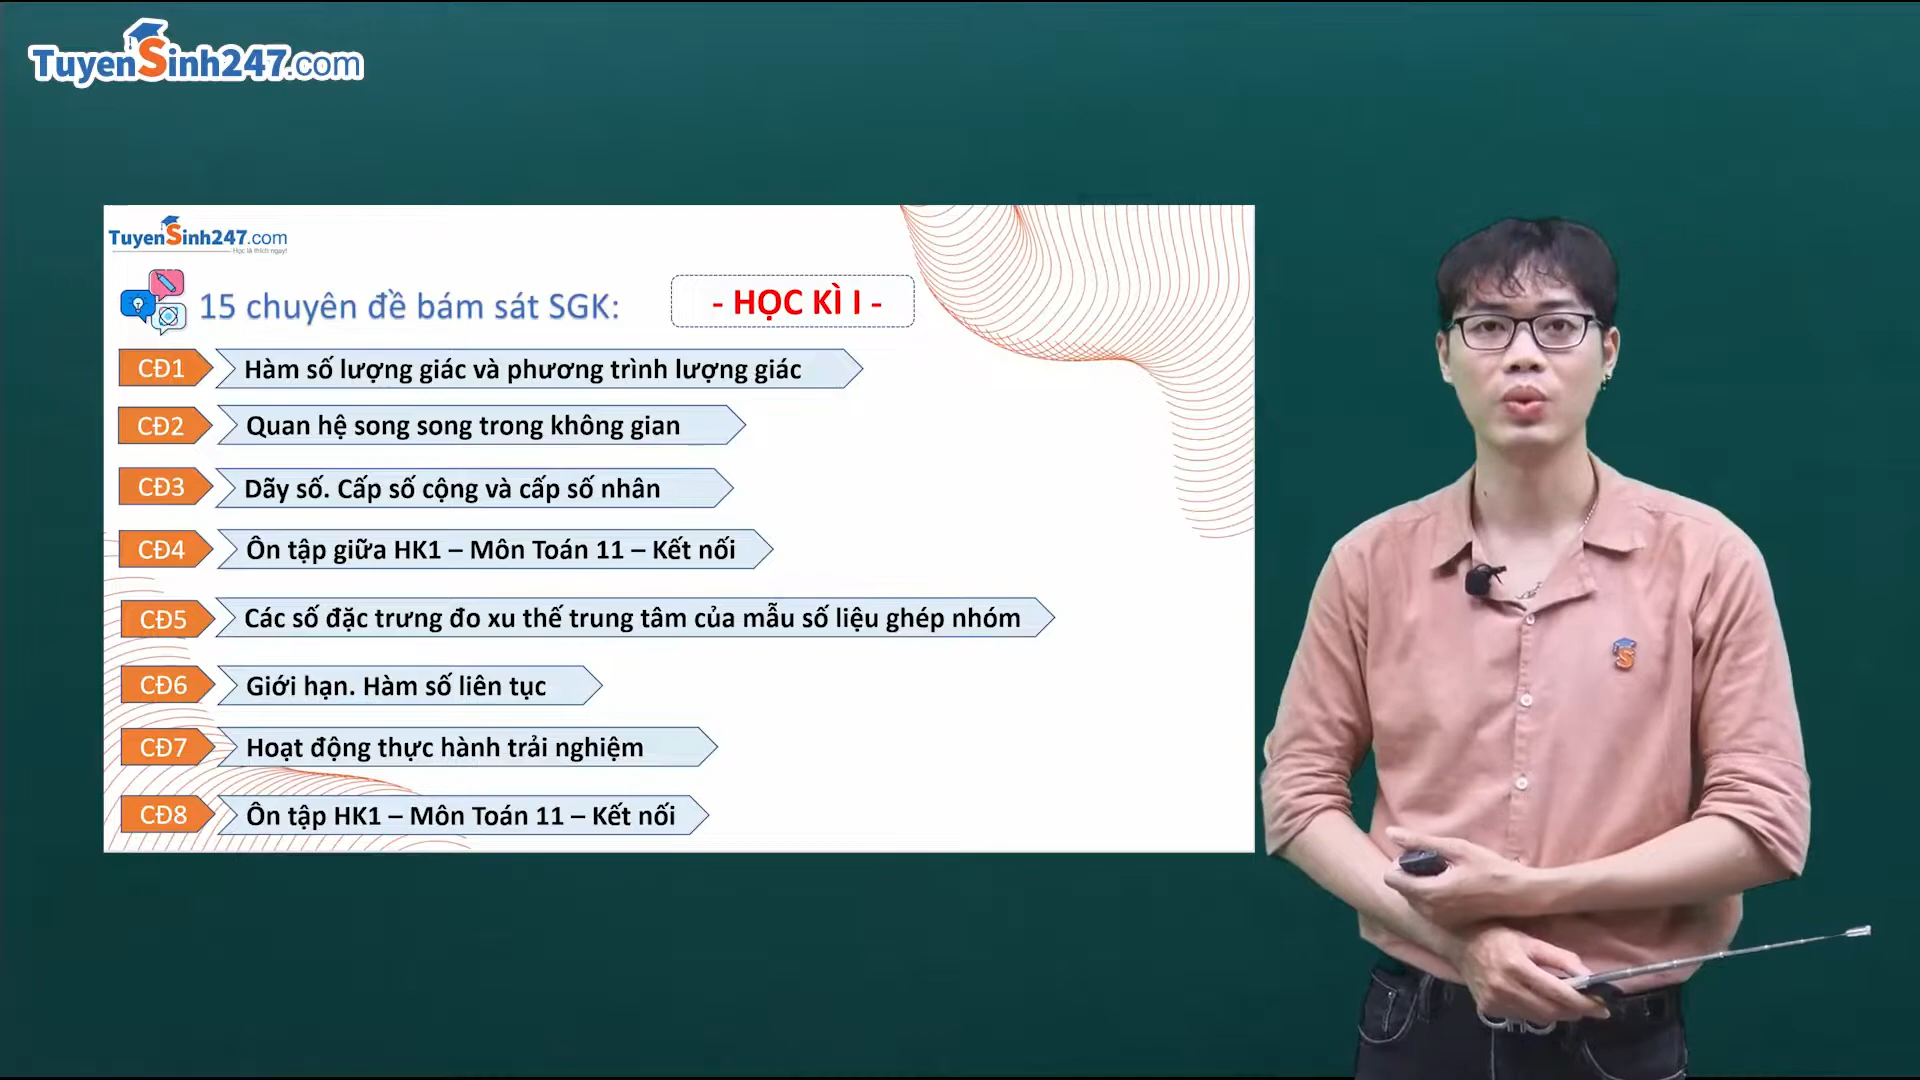 TuyenSinh247.com
TuyenSinh247.com
Học là thích ngay!
15 chuyên đề bám sát SGK:
- HỌC KÌ I -
CĐ1 Hàm số lượng giác và phương trình lượng giác
CĐ2 Quan hệ song song trong không gian
CĐ3 Dãy số. Cấp số cộng và cấp số nhân
CĐ4 Ôn tập giữa HK1 – Môn Toán 11 – Kết nối
CĐ5 Các số đặc trưng đo xu thế trung tâm của mẫu số liệu ghép nhóm
CĐ6 Giới hạn. Hàm số liên tục
CĐ7 Hoạt động thực hành trải nghiệm
CĐ8 Ôn tập HK1 – Môn Toán 11 – Kết nối
S